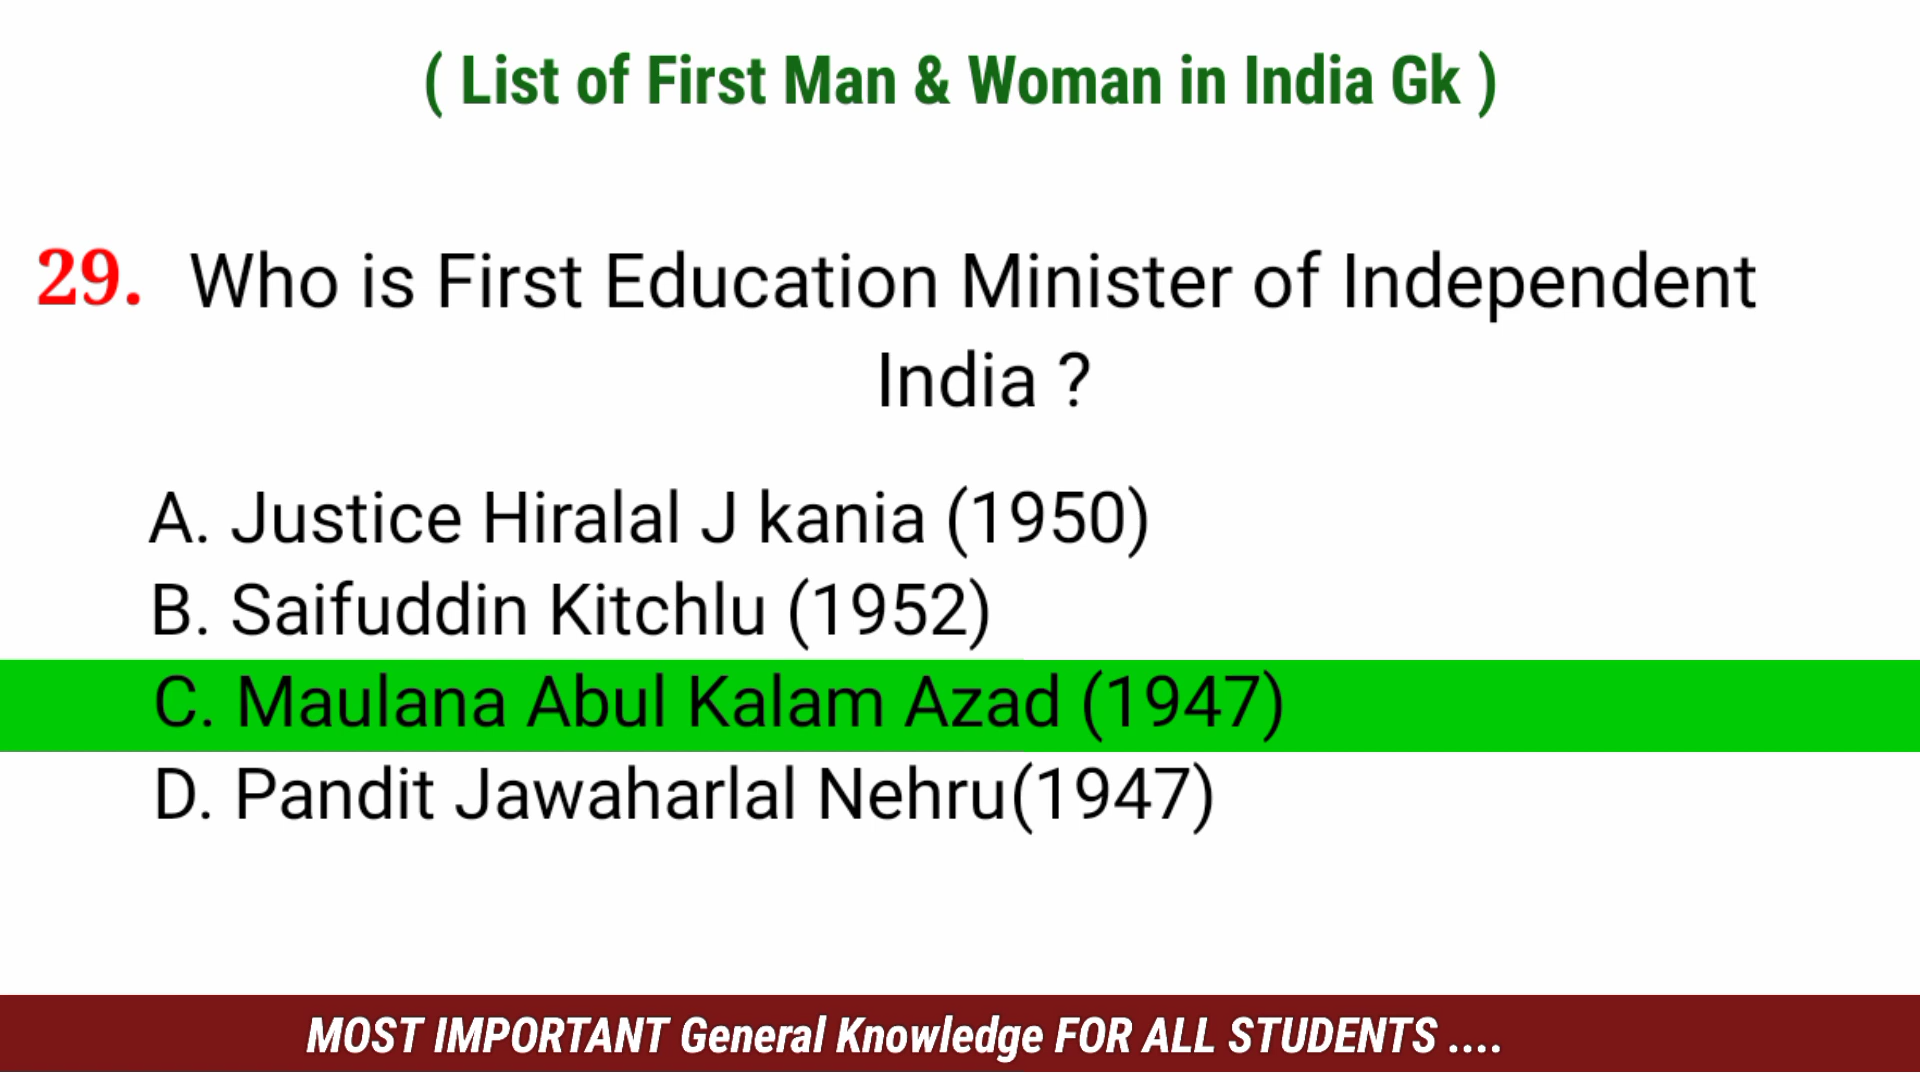 ( List of First Man & Woman in India Gk )
29. Who is First Education Minister of Independent
India ?
A. Justice Hiralal J kania (1950)
B. Saifuddin Kitchlu (1952)
C. Maulana Abul Kalam Azad (1947)
D. Pandit Jawaharlal Nehru(1947)
MOST IMPORTANT General Knowledge FOR ALL STUDENTS ....